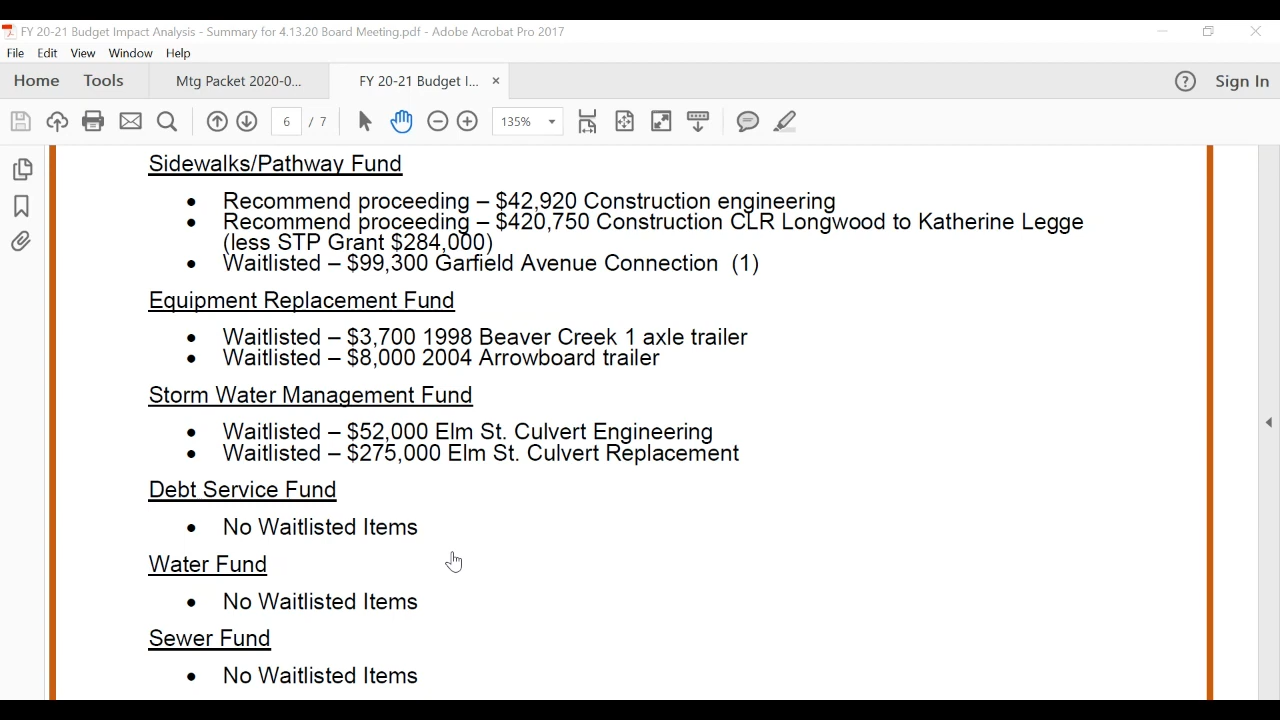 FY 20-21 Budget Impact Analysis - Summary for 4.13.20 Board Meeting.pdf - Adobe Acrobat Pro 2017
File Edit View Window Help
Home Tools Mtg Packet 2020-0... FY 20-21 Budget I... × ? Sign In
6 / 7 135%
Sidewalks/Pathway Fund
• Recommend proceeding – $42,920 Construction engineering
• Recommend proceeding – $420,750 Construction CLR Longwood to Katherine Legge
(less STP Grant $284,000)
• Waitlisted – $99,300 Garfield Avenue Connection (1)
Equipment Replacement Fund
• Waitlisted – $3,700 1998 Beaver Creek 1 axle trailer
• Waitlisted – $8,000 2004 Arrowboard trailer
Storm Water Management Fund
• Waitlisted – $52,000 Elm St. Culvert Engineering
• Waitlisted – $275,000 Elm St. Culvert Replacement
Debt Service Fund
• No Waitlisted Items
Water Fund
• No Waitlisted Items
Sewer Fund
• No Waitlisted Items